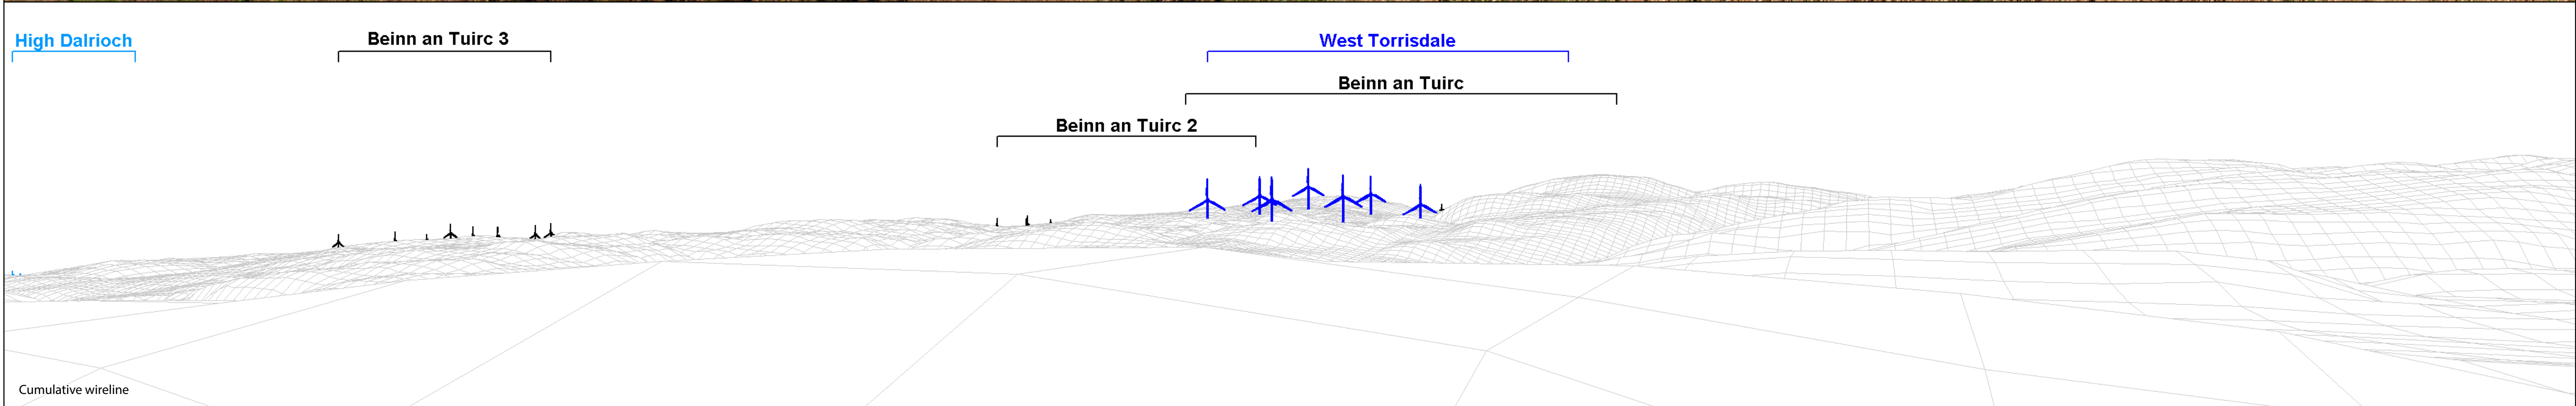 High Dalrioch
Beinn an Tuirc 3
West Torrisdale
Beinn an Tuirc
Beinn an Tuirc 2
Cumulative wireline